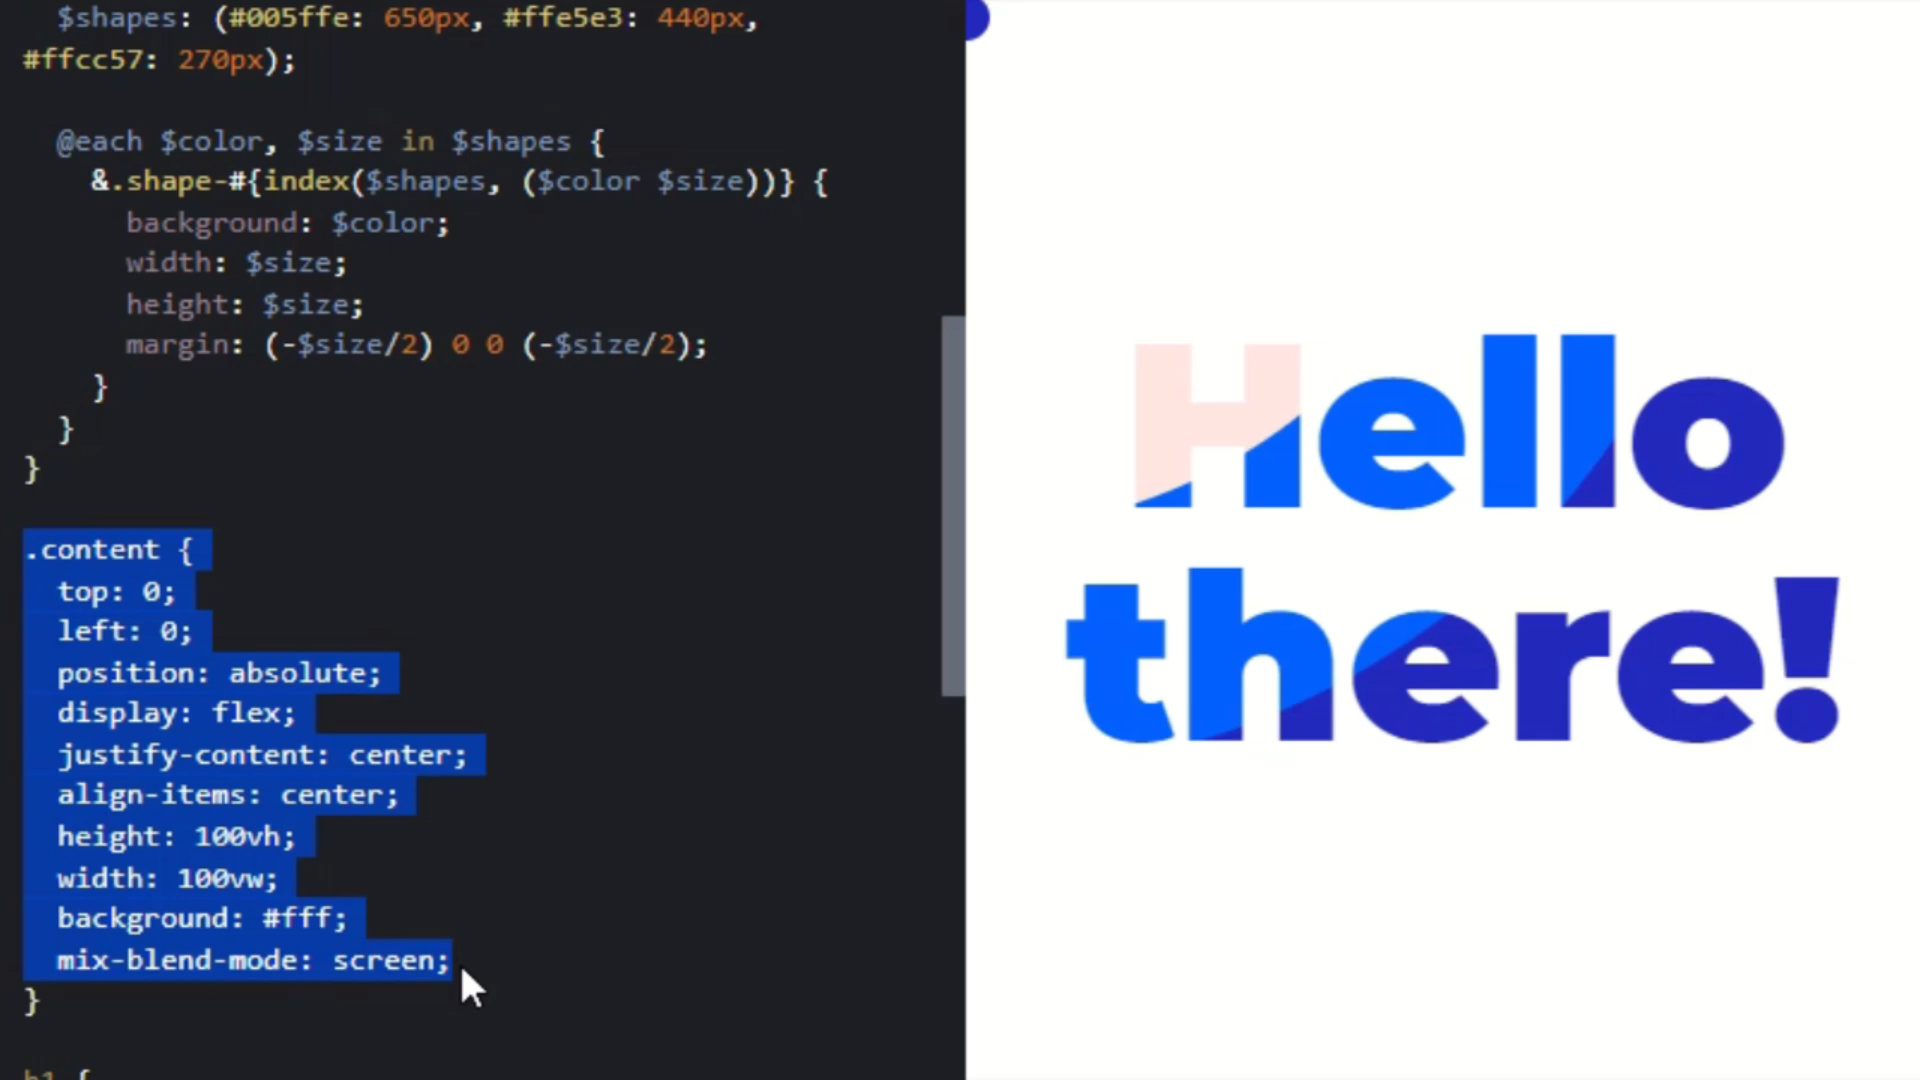 $shapes: (#005ffe: 650px, #ffe5e3: 440px,
#ffcc57: 270px);
@each $color, $size in $shapes {
&.shape-#{index($shapes, ($color $size))} {
background: $color;
width: $size;
height: $size;
margin: (-$size/2) 0 0 (-$size/2);
}
}
}
.content {
top: 0;
left: 0;
position: absolute;
display: flex;
justify-content: center;
align-items: center;
height: 100vh;
width: 100vw;
background: #fff;
mix-blend-mode: screen;
}
h1 {
Hello
there!